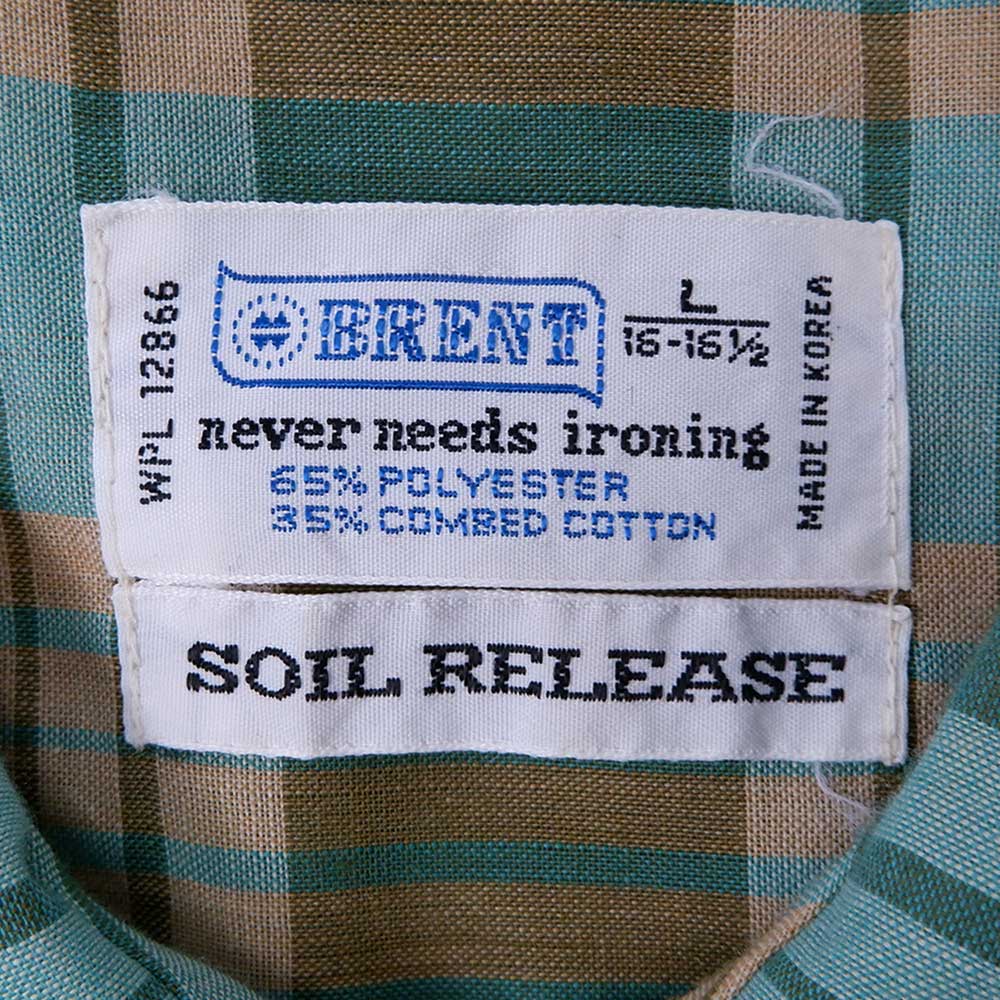 WPL 12866
BRENT
L
16-16½
never needs ironing
65% POLYESTER
35% COMBED COTTON
MADE IN KOREA
SOIL RELEASE